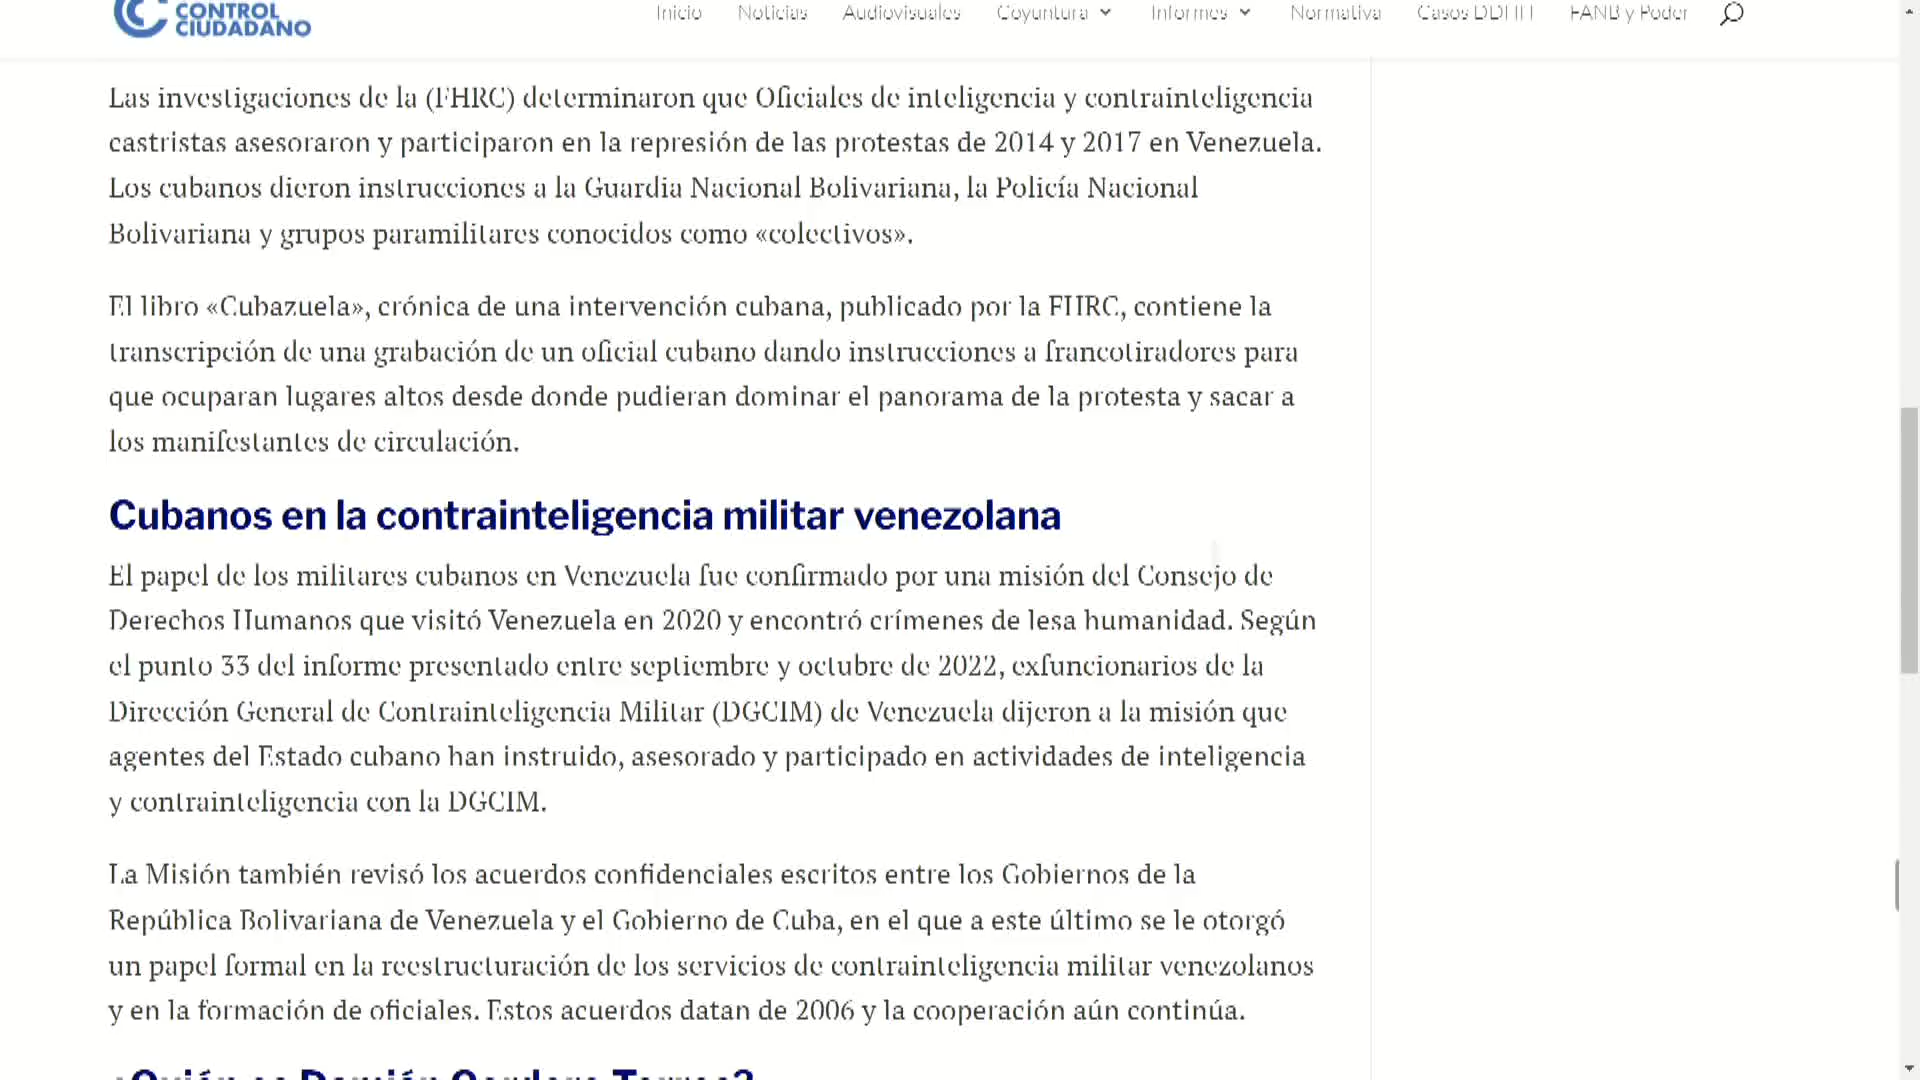 CONTROL
CIUDADANO
Inicio Noticias Audiovisuales Coyuntura Informes Normativa Casos DDHH FANB y Poder
Las investigaciones de la (FHRC) determinaron que Oficiales de inteligencia y contrainteligencia
castristas asesoraron y participaron en la represión de las protestas de 2014 y 2017 en Venezuela.
Los cubanos dieron instrucciones a la Guardia Nacional Bolivariana, la Policía Nacional
Bolivariana y grupos paramilitares conocidos como «colectivos».
El libro «Cubazuela», crónica de una intervención cubana, publicado por la FHRC, contiene la
transcripción de una grabación de un oficial cubano dando instrucciones a francotiradores para
que ocuparan lugares altos desde donde pudieran dominar el panorama de la protesta y sacar a
los manifestantes de circulación.
Cubanos en la contrainteligencia militar venezolana
El papel de los militares cubanos en Venezuela fue confirmado por una misión del Consejo de
Derechos Humanos que visitó Venezuela en 2020 y encontró crímenes de lesa humanidad. Según
el punto 33 del informe presentado entre septiembre y octubre de 2022, exfuncionarios de la
Dirección General de Contrainteligencia Militar (DGCIM) de Venezuela dijeron a la misión que
agentes del Estado cubano han instruido, asesorado y participado en actividades de inteligencia
y contrainteligencia con la DGCIM.
La Misión también revisó los acuerdos confidenciales escritos entre los Gobiernos de la
República Bolivariana de Venezuela y el Gobierno de Cuba, en el que a este último se le otorgó
un papel formal en la reestructuración de los servicios de contrainteligencia militar venezolanos
y en la formación de oficiales. Estos acuerdos datan de 2006 y la cooperación aún continúa.
¿Quién es Damián Cordero Torres?